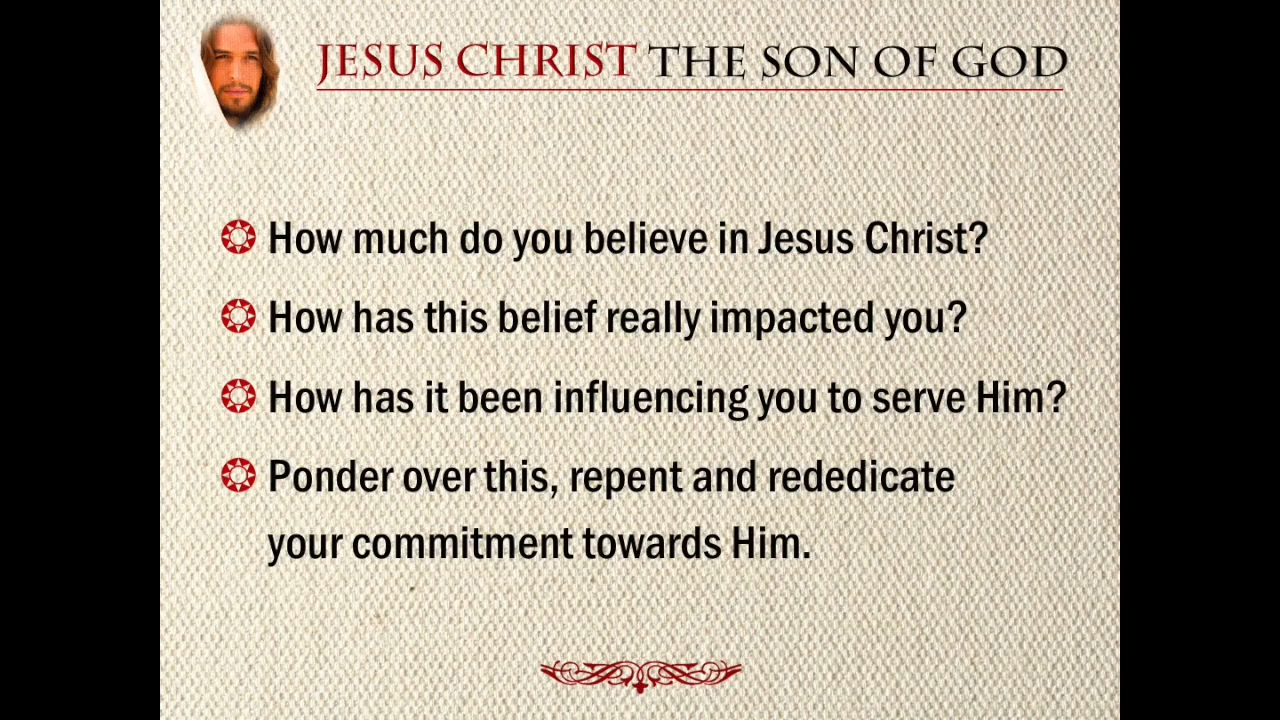 JESUS CHRIST THE SON OF GOD
How much do you believe in Jesus Christ?
How has this belief really impacted you?
How has it been influencing you to serve Him?
Ponder over this, repent and rededicate
your commitment towards Him.